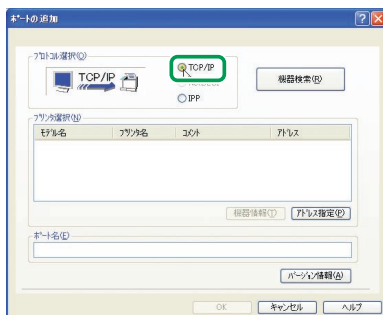 ポートの追加
プロトコル選択(O)
TCP/IP
TCP/IP
機器検索(R)
IPP
プリンタ選択(N)
モデル名 プリンタ名 コメント アドレス
機器情報(I) アドレス指定(P)
ポート名(E)
バージョン情報(A)
OK キャンセル ヘルプ